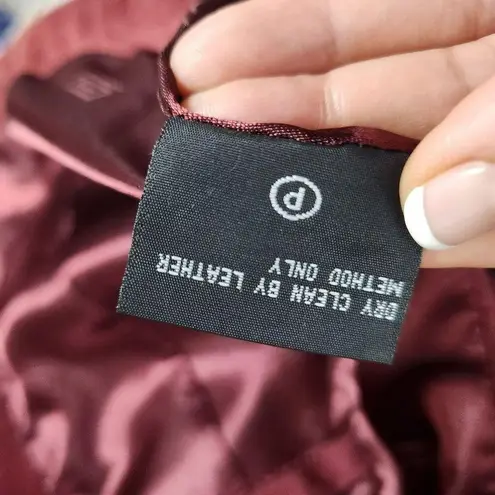 P
DRY CLEAN BY LEATHER
METHOD ONLY